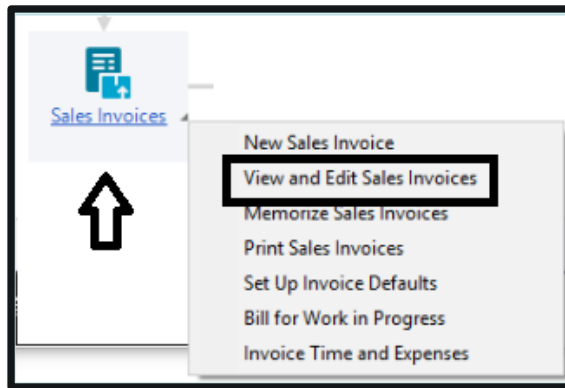 Sales Invoices
New Sales Invoice
View and Edit Sales Invoices
Memorize Sales Invoices
Print Sales Invoices
Set Up Invoice Defaults
Bill for Work in Progress
Invoice Time and Expenses